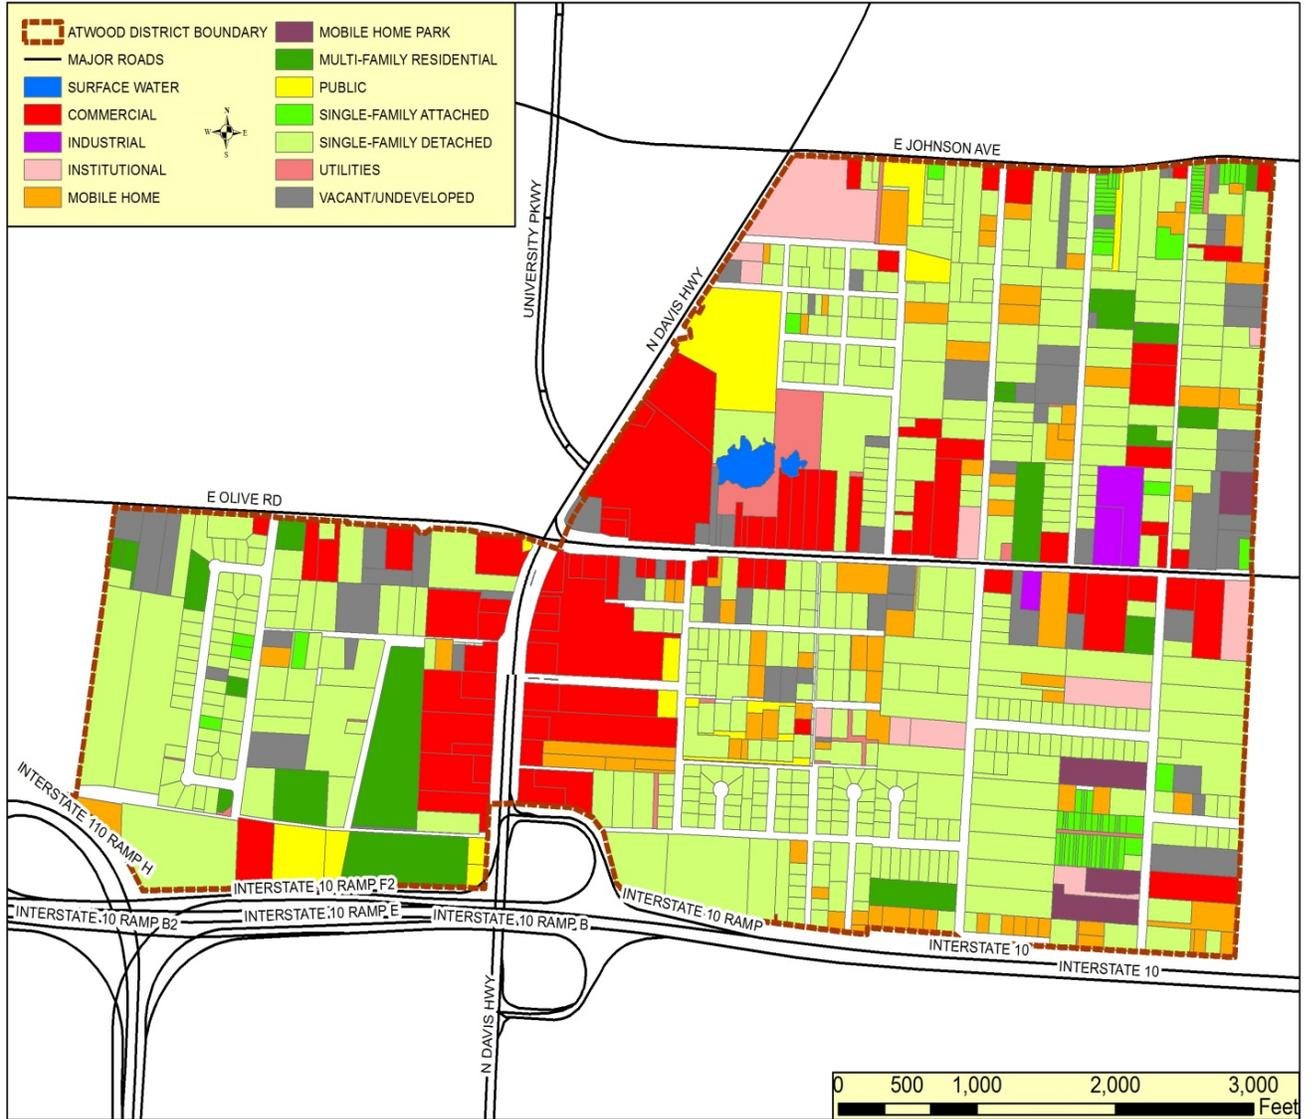 ATWOOD DISTRICT BOUNDARY
MAJOR ROADS
SURFACE WATER
COMMERCIAL
INDUSTRIAL
INSTITUTIONAL
MOBILE HOME
MOBILE HOME PARK
MULTI-FAMILY RESIDENTIAL
PUBLIC
SINGLE-FAMILY ATTACHED
SINGLE-FAMILY DETACHED
UTILITIES
VACANT/UNDEVELOPED
N
W E
S
E JOHNSON AVE
UNIVERSITY PKWY
N DAVIS HWY
E OLIVE RD
INTERSTATE 110 RAMP H
INTERSTATE 10 RAMP F2
INTERSTATE 10 RAMP B2
INTERSTATE 10 RAMP E
INTERSTATE 10 RAMP B
INTERSTATE 10 RAMP
INTERSTATE 10
INTERSTATE 10
N DAVIS HWY
0 500 1,000 2,000 3,000
Feet